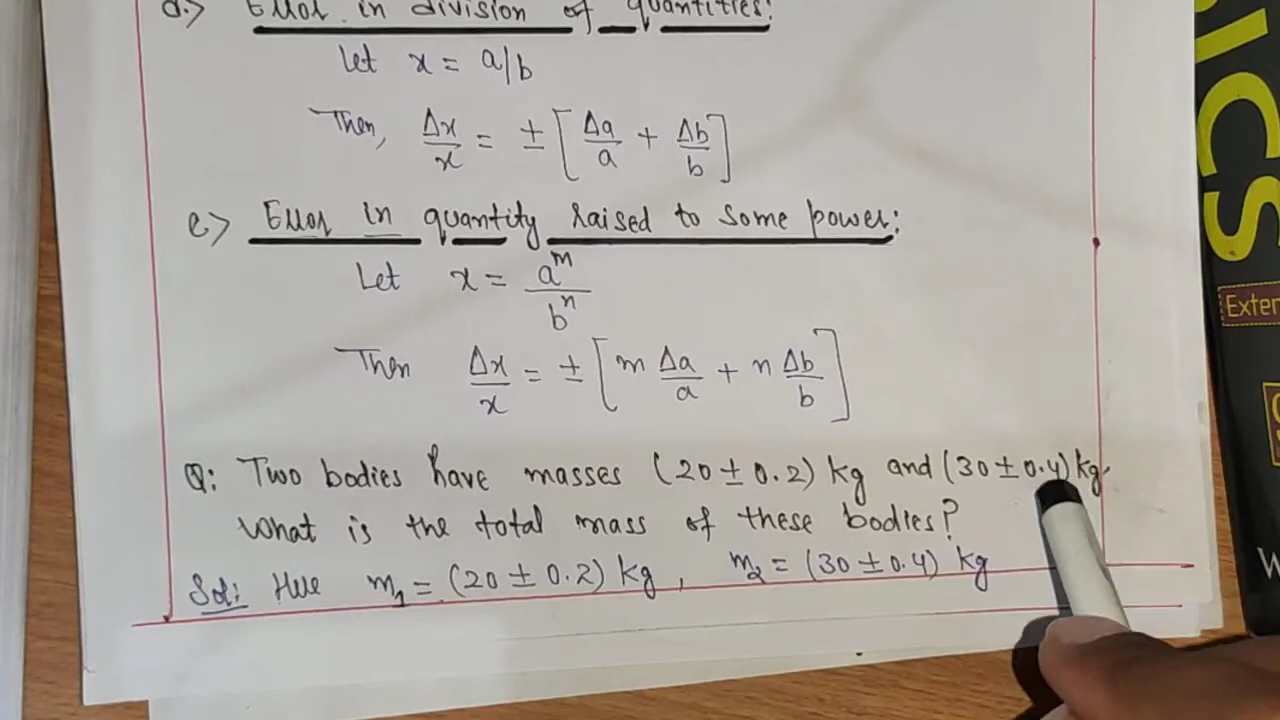 d.> Error in division of quantities:
Let x = a/b
Then, Δx/x = ± [Δa/a + Δb/b]
e> Error in quantity raised to some power:
Let x = a^m/b^n
Then Δx/x = ± [m Δa/a + n Δb/b]
Q: Two bodies have masses (20 ± 0.2) kg and (30 ± 0.4) kg.
What is the total mass of these bodies?
Sol: Here m₁ = (20 ± 0.2) kg, m₂ = (30 ± 0.4) kg
ICS
Exter